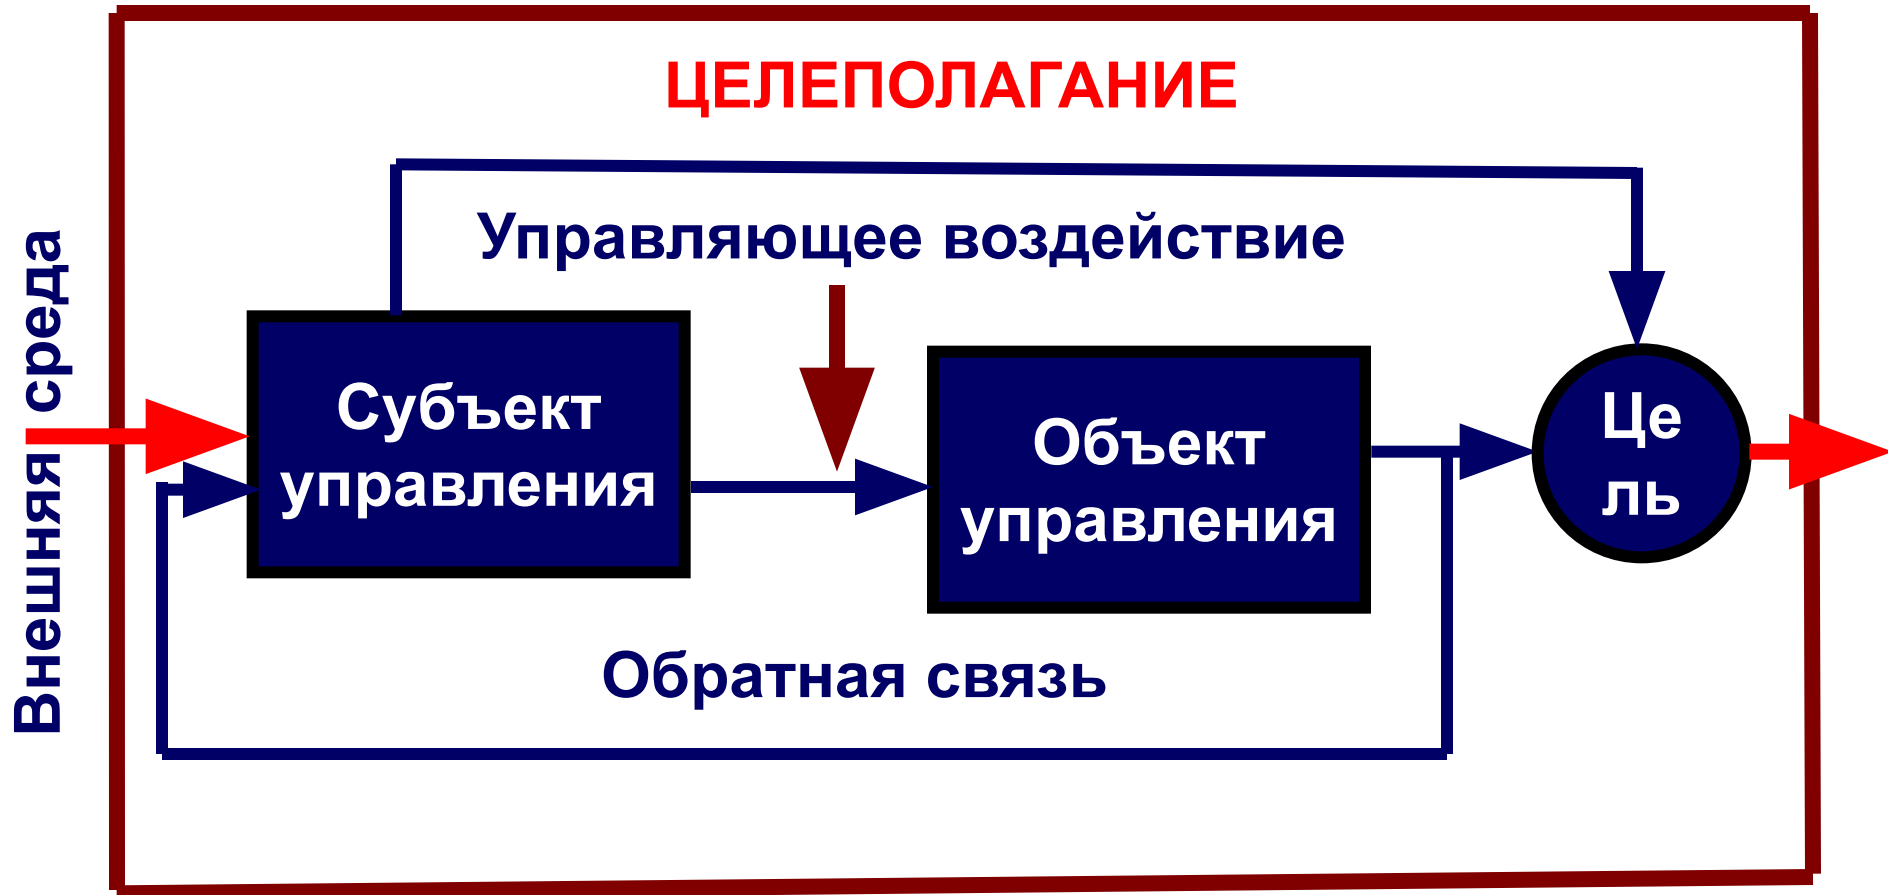 ЦЕЛЕПОЛАГАНИЕ
Управляющее воздействие
Внешняя среда
Субъект
управления
Объект
управления
Це
ль
Обратная связь